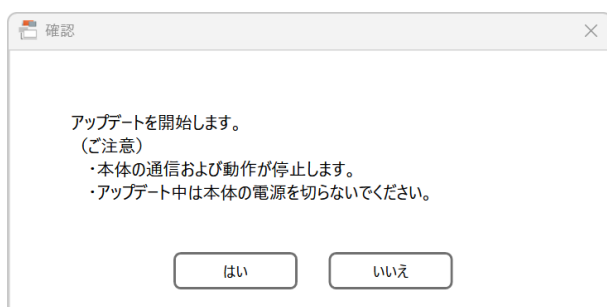 確認
アップデートを開始します。
（ご注意）
・本体の通信および動作が停止します。
・アップデート中は本体の電源を切らないでください。
はい
いいえ